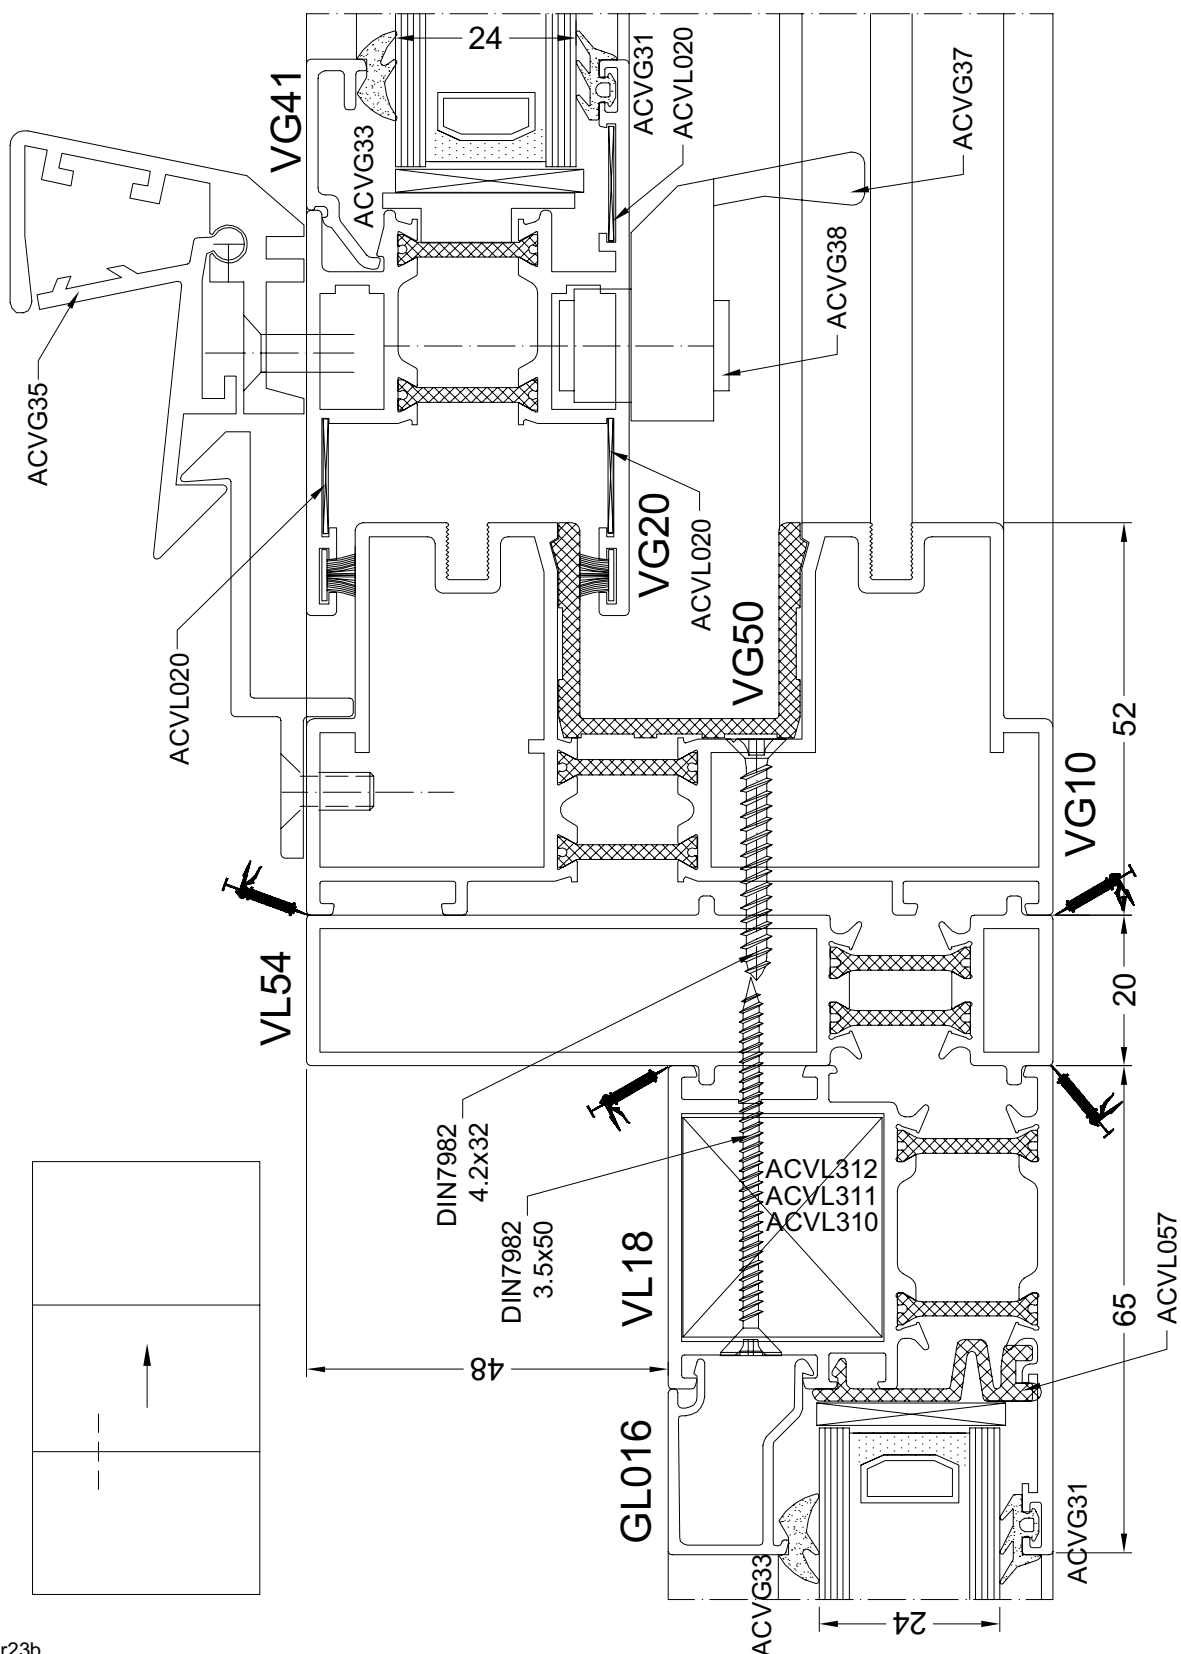 24
VG41
ACVG33
ACVG31
ACVL020
ACVG37
ACVG38
ACVG35
ACVL020
VG20
ACVL020
VG50
52
VG10
VL54
20
DIN7982
4.2x32
DIN7982
3.5x50
ACVL312
ACVL311
ACVL310
VL18
65
ACVL057
48
GL016
ACVG33
24
ACVG31
r23b